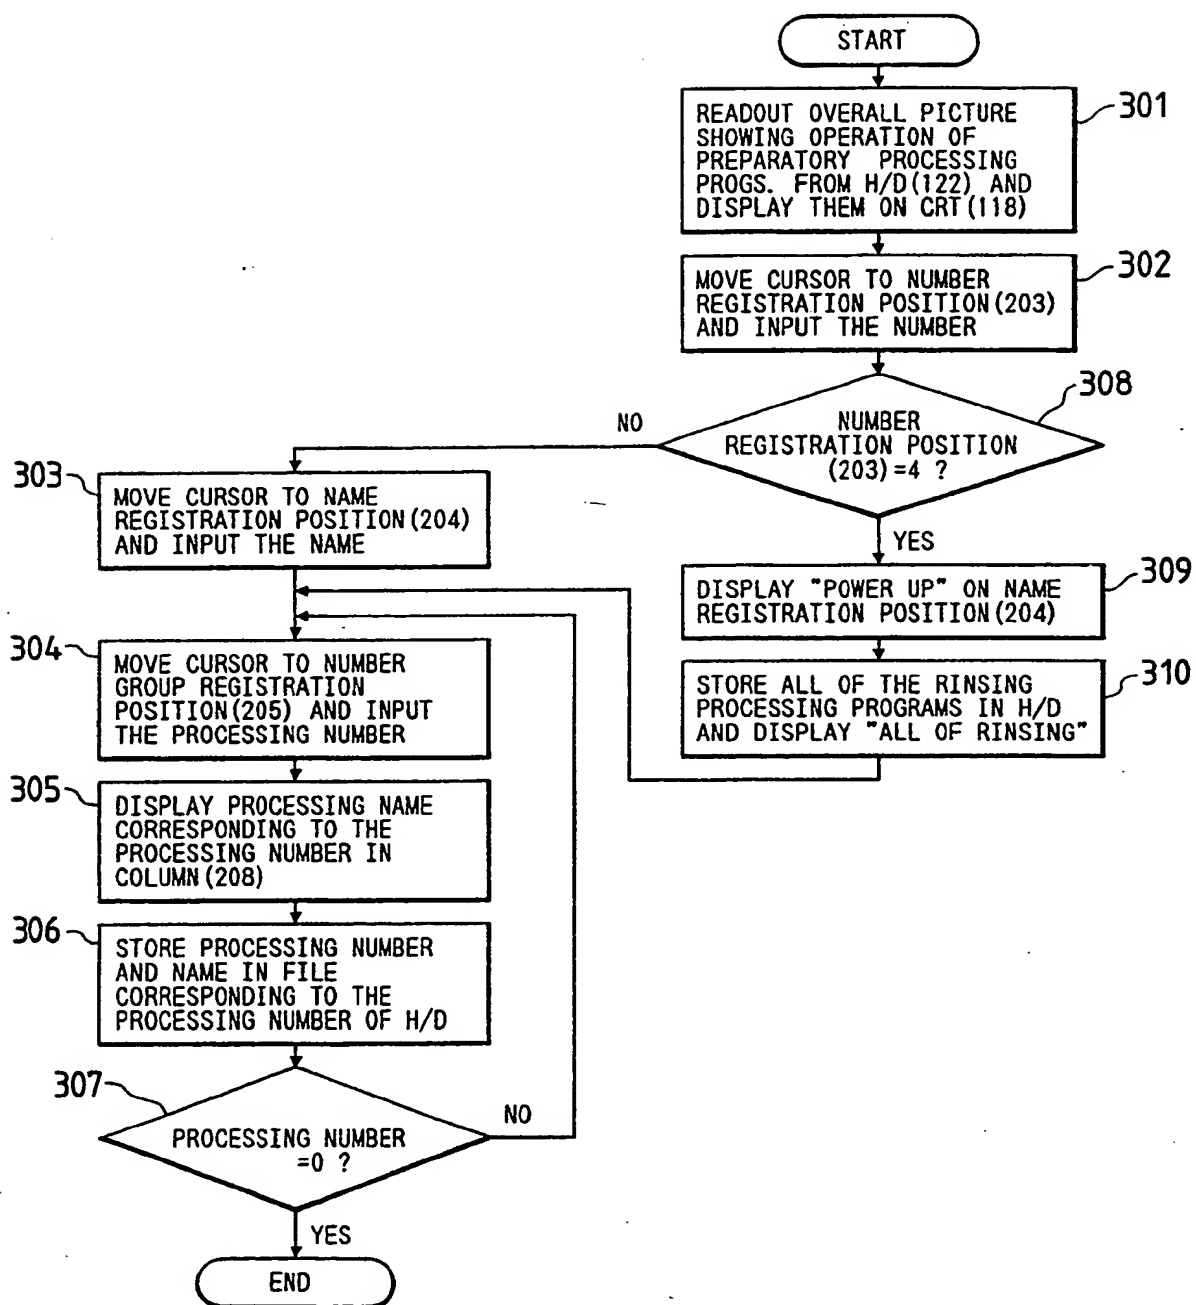 START
301
READOUT OVERALL PICTURE
SHOWING OPERATION OF
PREPARATORY PROCESSING
PROGS. FROM H/D(122) AND
DISPLAY THEM ON CRT(118)
302
MOVE CURSOR TO NUMBER
REGISTRATION POSITION(203)
AND INPUT THE NUMBER
308
NUMBER
REGISTRATION POSITION
(203)=4 ?
NO
YES
303
MOVE CURSOR TO NAME
REGISTRATION POSITION(204)
AND INPUT THE NAME
309
DISPLAY "POWER UP" ON NAME
REGISTRATION POSITION(204)
310
STORE ALL OF THE RINSING
PROCESSING PROGRAMS IN H/D
AND DISPLAY "ALL OF RINSING"
304
MOVE CURSOR TO NUMBER
GROUP REGISTRATION
POSITION(205) AND INPUT
THE PROCESSING NUMBER
305
DISPLAY PROCESSING NAME
CORRESPONDING TO THE
PROCESSING NUMBER IN
COLUMN(208)
306
STORE PROCESSING NUMBER
AND NAME IN FILE
CORRESPONDING TO THE
PROCESSING NUMBER OF H/D
307
PROCESSING NUMBER
=0 ?
NO
YES
END